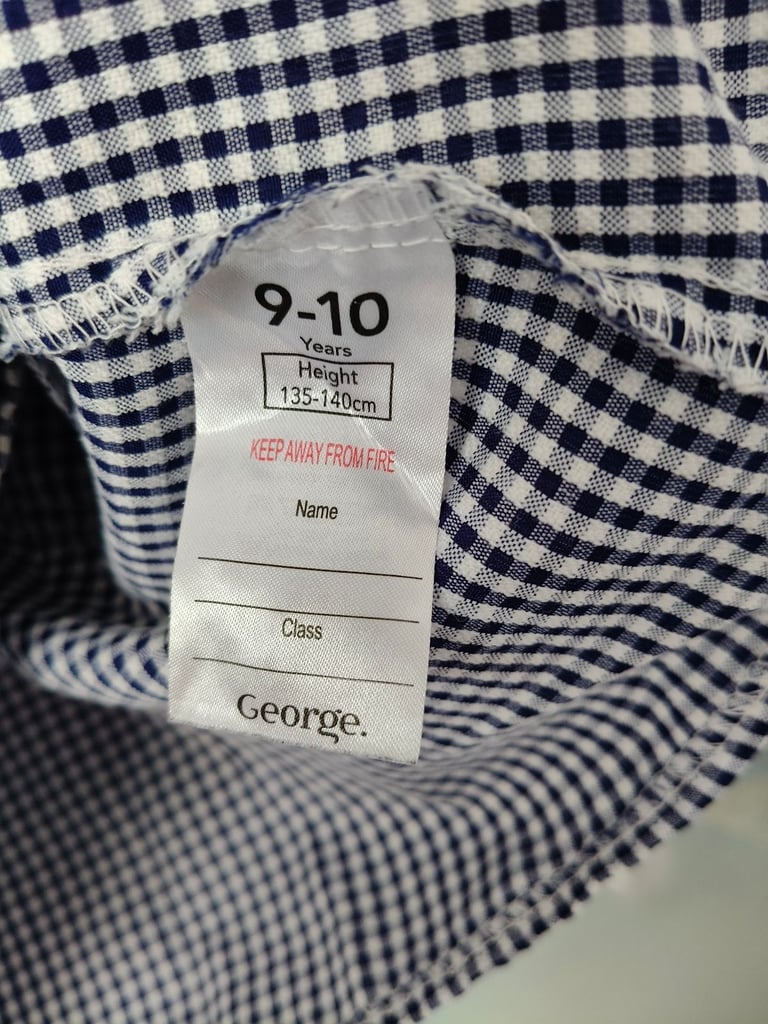 9-10
Years
Height
135-140cm
KEEP AWAY FROM FIRE
Name
Class
George.